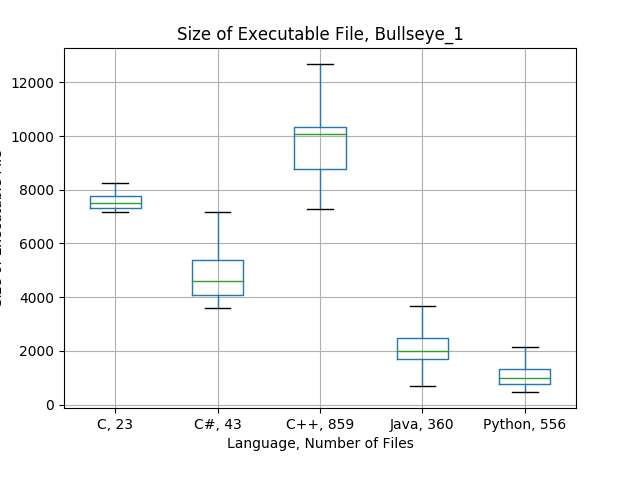 Size of Executable File, Bullseye_1
12000
10000
8000
6000
4000
2000
0
C, 23
C#, 43
C++, 859
Java, 360
Python, 556
Language, Number of Files